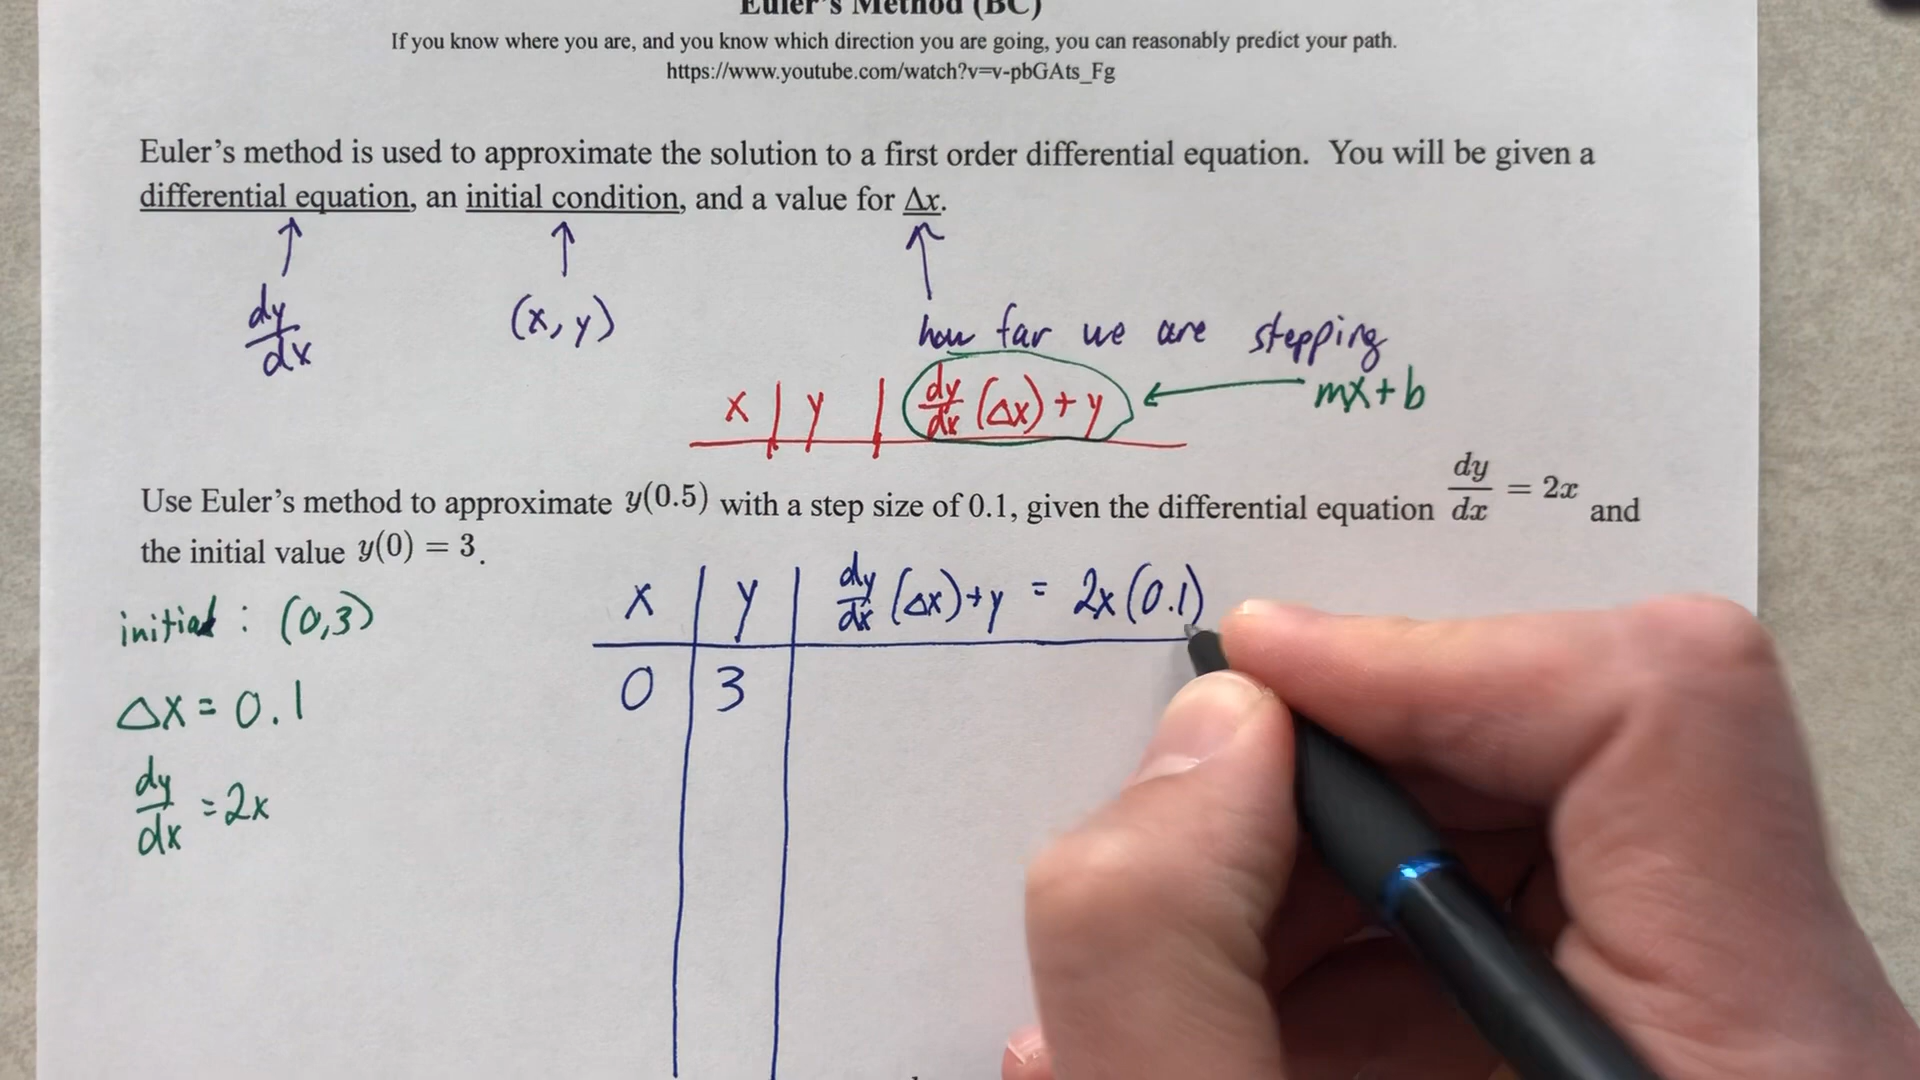 Euler's Method (BC)
If you know where you are, and you know which direction you are going, you can reasonably predict your path.
https://www.youtube.com/watch?v=v-pbGAts_Fg
Euler's method is used to approximate the solution to a first order differential equation. You will be given a
differential equation, an initial condition, and a value for Δx.
dy/dx (x, y) how far we are stepping
x | y | dy/dx (Δx) + y ← mx + b
Use Euler's method to approximate y(0.5) with a step size of 0.1, given the differential equation dy/dx = 2x and
the initial value y(0) = 3.
initial : (0,3)
Δx = 0.1
dy/dx = 2x
x | y | dy/dx (Δx) + y = 2x (0.1)
0 | 3